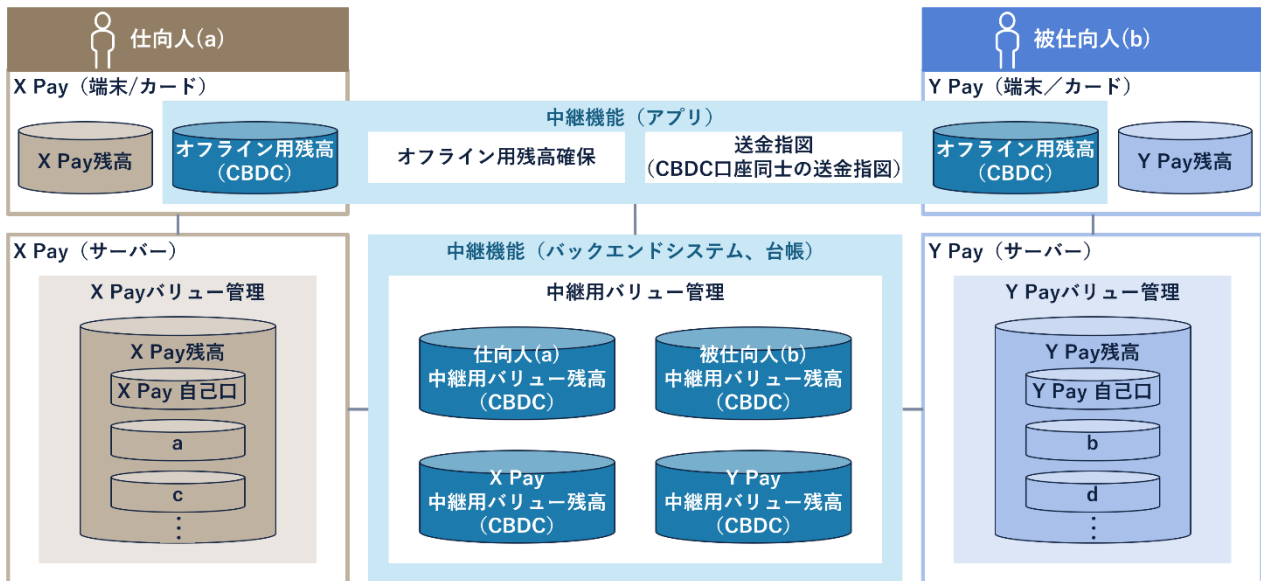 仕向人(a)
被仕向人(b)
X Pay（端末/カード）
Y Pay（端末／カード）
中継機能（アプリ）
X Pay残高
オフライン用残高
（CBDC）
オフライン用残高確保
送金指図
（CBDC口座同士の送金指図）
オフライン用残高
（CBDC）
Y Pay残高
X Pay（サーバー）
中継機能（バックエンドシステム、台帳）
Y Pay（サーバー）
X Payバリュー管理
中継用バリュー管理
Y Payバリュー管理
X Pay残高
X Pay 自己口
a
c
⋮
仕向人(a)
中継用バリュー残高
（CBDC）
被仕向人(b)
中継用バリュー残高
（CBDC）
X Pay
中継用バリュー残高
（CBDC）
Y Pay
中継用バリュー残高
（CBDC）
Y Pay残高
Y Pay 自己口
b
d
⋮